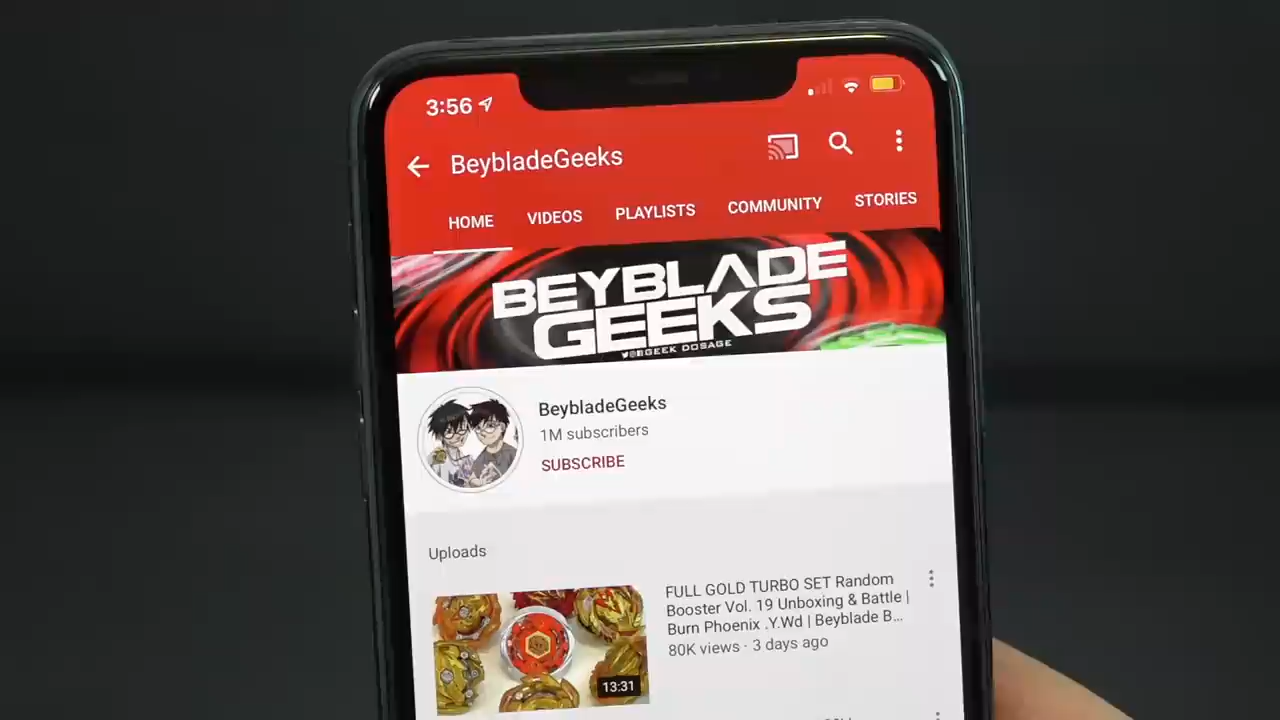 3:56
BeybladeGeeks
HOME VIDEOS PLAYLISTS COMMUNITY STORIES
BEYBLADE
GEEKS
GEEK DOSAGE
BeybladeGeeks
1M subscribers
SUBSCRIBE
Uploads
FULL GOLD TURBO SET Random
Booster Vol. 19 Unboxing & Battle |
Burn Phoenix .Y.Wd | Beyblade B...
80K views · 3 days ago
13:31